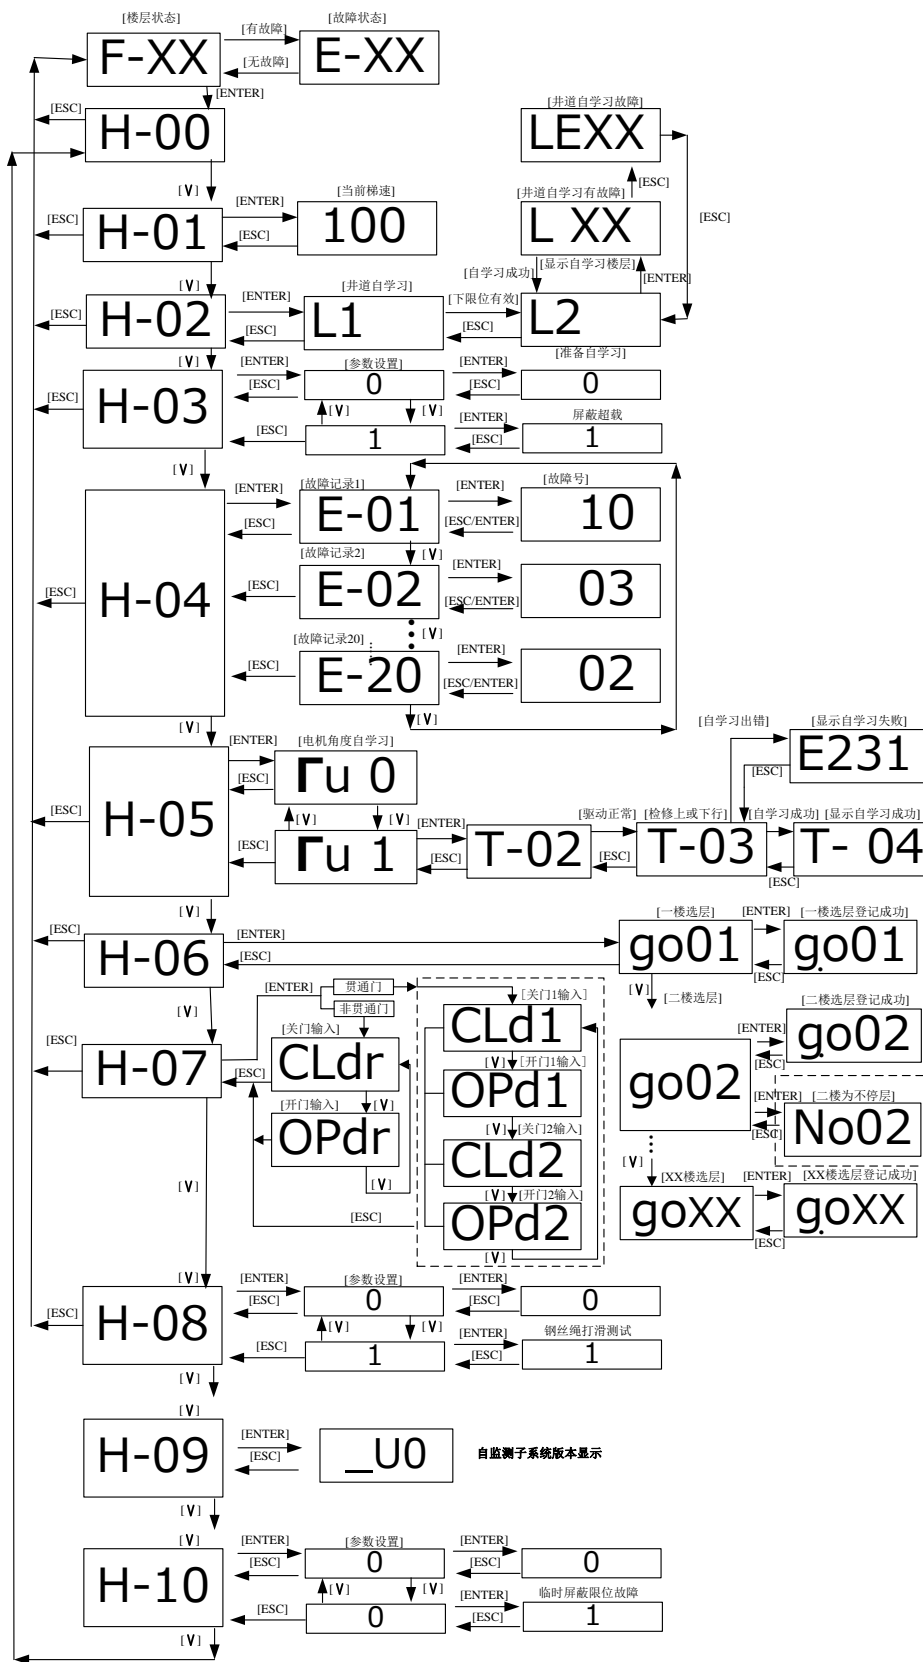 [楼层状态]
F-XX
[有故障]
[无故障]
[故障状态]
E-XX
[ENTER]
[ESC]
H-00
[V]
[井道自学习故障]
LEXX
[ESC]
[ESC]
[井道自学习有故障]
L XX
[ESC]
H-01
[ENTER]
[ESC]
[当前梯速]
100
[V]
[自学习成功]
[显示自学习楼层]
[ENTER]
[ESC]
H-02
[ENTER]
[ESC]
[井道自学习]
L1
[下限位有效]
[ESC]
L2
[准备自学习]
[V]
[ESC]
H-03
[ENTER]
[ESC]
[参数设置]
0
[ENTER]
[ESC]
0
[V]
[V]
[ESC]
1
[ENTER]
[ESC]
屏蔽超载
1
[V]
[ESC]
H-04
[ENTER]
[ESC]
[故障记录1]
E-01
[ENTER]
[ESC/ENTER]
[故障号]
10
[V]
[故障记录2]
[ESC]
E-02
[ENTER]
[ESC/ENTER]
03
[V]
[故障记录20]
[ESC]
E-20
[ENTER]
[ESC/ENTER]
02
[V]
[V]
[ESC]
H-05
[ENTER]
[ESC]
[电机角度自学习]
Γu 0
[V]
[V]
[ESC]
Γu 1
[ENTER]
[ESC]
T-02
[驱动正常]
[ESC]
[检修上或下行]
T-03
[自学习出错]
[显示自学习失败]
E231
[ESC]
[自学习成功]
[ESC]
[显示自学习成功]
T- 04
[V]
[ESC]
H-06
[ENTER]
[ESC]
[一楼选层]
go01
[ENTER]
[ESC]
[一楼选层登记成功]
g.o01
[V]
[二楼选层]
go02
[ENTER]
[ESC]
[二楼选层登记成功]
g.o02
[ENTER]
[ESC]
[二楼为不停层]
No02
[V]
[XX楼选层]
goXX
[ENTER]
[ESC]
[XX楼选层登记成功]
g.oXX
[V]
[ESC]
H-07
[ENTER]
[ESC]
贯通门
非贯通门
[关门输入]
CLdr
[V]
[开门输入]
OPdr
[V]
[关门1输入]
CLd1
[V]
[开门1输入]
OPd1
[V]
[关门2输入]
CLd2
[V]
[开门2输入]
OPd2
[V]
[ESC]
[V]
[V]
[ESC]
H-08
[ENTER]
[ESC]
[参数设置]
0
[ENTER]
[ESC]
0
[V]
[V]
[ESC]
1
[ENTER]
[ESC]
钢丝绳打滑测试
1
[V]
[V]
H-09
[ENTER]
[ESC]
_U0
自监测子系统版本显示
[V]
[V]
H-10
[ENTER]
[ESC]
[参数设置]
0
[ENTER]
[ESC]
0
[V]
[V]
[ESC]
0
[ENTER]
[ESC]
临时屏蔽限位故障
1
[V]